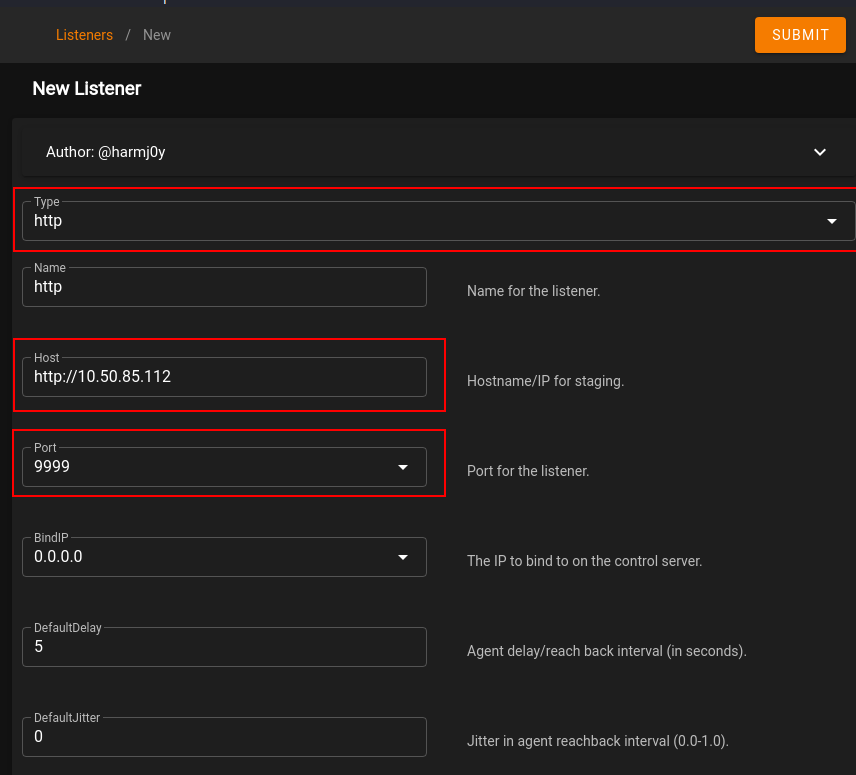 Listeners / New
SUBMIT
New Listener
Author: @harmj0y
Type
http
Name
http
Name for the listener.
Host
http://10.50.85.112
Hostname/IP for staging.
Port
9999
Port for the listener.
BindIP
0.0.0.0
The IP to bind to on the control server.
DefaultDelay
5
Agent delay/reach back interval (in seconds).
DefaultJitter
0
Jitter in agent reachback interval (0.0-1.0).